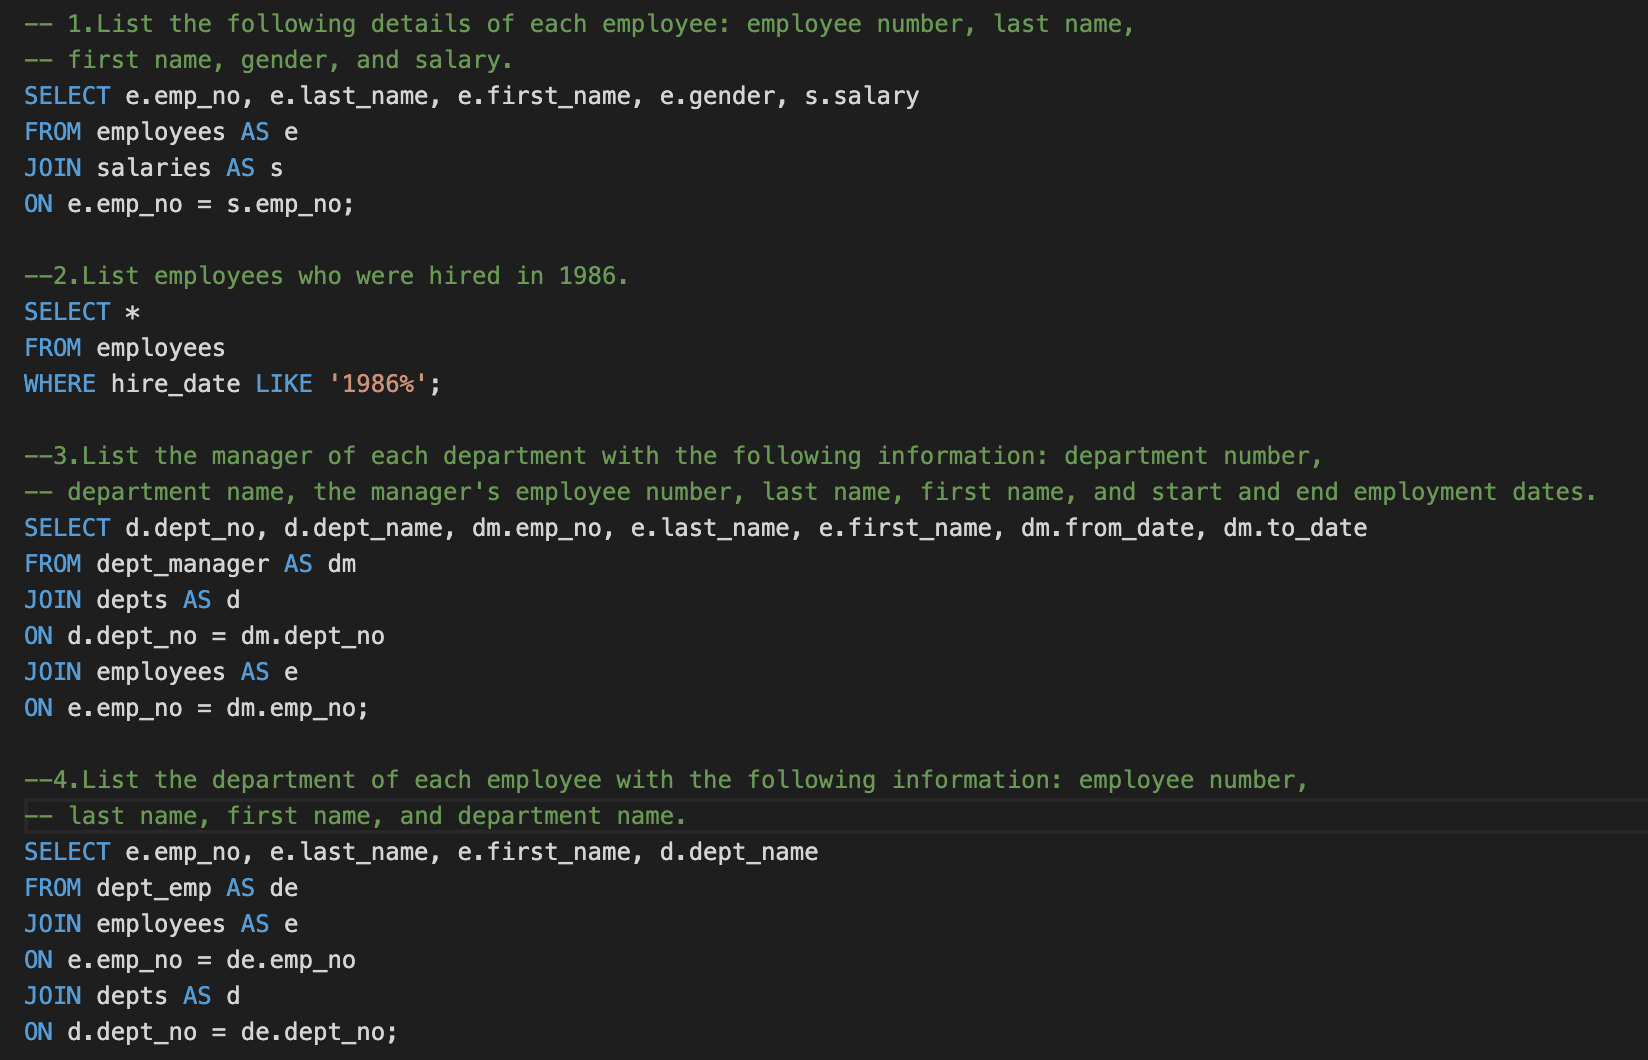 -- 1.List the following details of each employee: employee number, last name,
-- first name, gender, and salary.
SELECT e.emp_no, e.last_name, e.first_name, e.gender, s.salary
FROM employees AS e
JOIN salaries AS s
ON e.emp_no = s.emp_no;

--2.List employees who were hired in 1986.
SELECT *
FROM employees
WHERE hire_date LIKE '1986%';

--3.List the manager of each department with the following information: department number,
-- department name, the manager's employee number, last name, first name, and start and end employment dates.
SELECT d.dept_no, d.dept_name, dm.emp_no, e.last_name, e.first_name, dm.from_date, dm.to_date
FROM dept_manager AS dm
JOIN depts AS d
ON d.dept_no = dm.dept_no
JOIN employees AS e
ON e.emp_no = dm.emp_no;

--4.List the department of each employee with the following information: employee number,
-- last name, first name, and department name.
SELECT e.emp_no, e.last_name, e.first_name, d.dept_name
FROM dept_emp AS de
JOIN employees AS e
ON e.emp_no = de.emp_no
JOIN depts AS d
ON d.dept_no = de.dept_no;